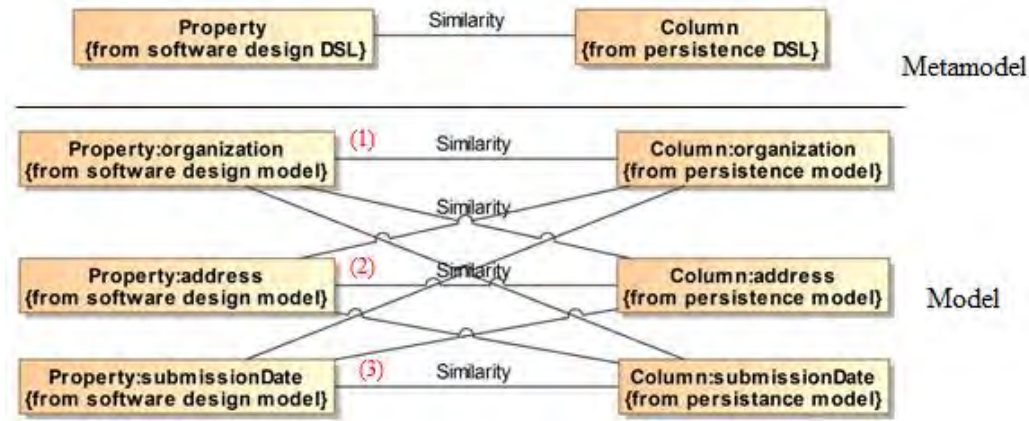 Property
{from software design DSL}
Similarity
Column
{from persistence DSL}
Metamodel
Property:organization
{from software design model}
(1)
Similarity
Column:organization
{from persistence model}
Similarity
Property:address
{from software design model}
(2)
Similarity
Column:address
{from persistence model}
Model
Property:submissionDate
{from software design model}
(3)
Similarity
Column:submissionDate
{from persistance model}